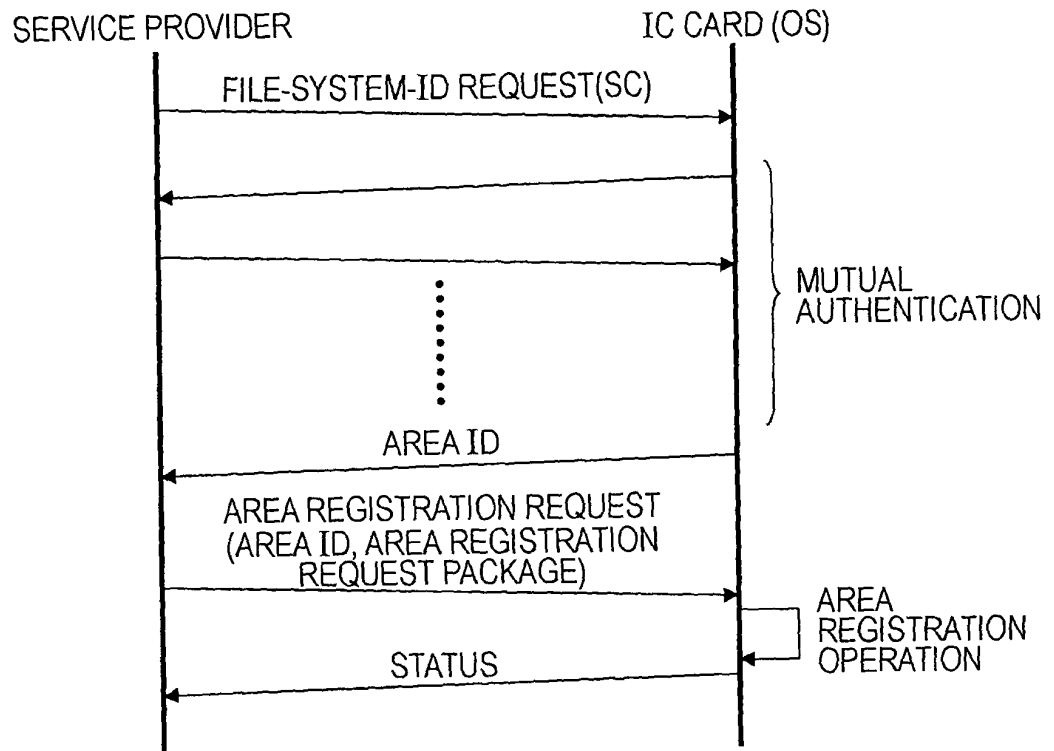 SERVICE PROVIDER
IC CARD (OS)
FILE-SYSTEM-ID REQUEST(SC)
MUTUAL
AUTHENTICATION
AREA ID
AREA REGISTRATION REQUEST
(AREA ID, AREA REGISTRATION
REQUEST PACKAGE)
AREA
REGISTRATION
OPERATION
STATUS